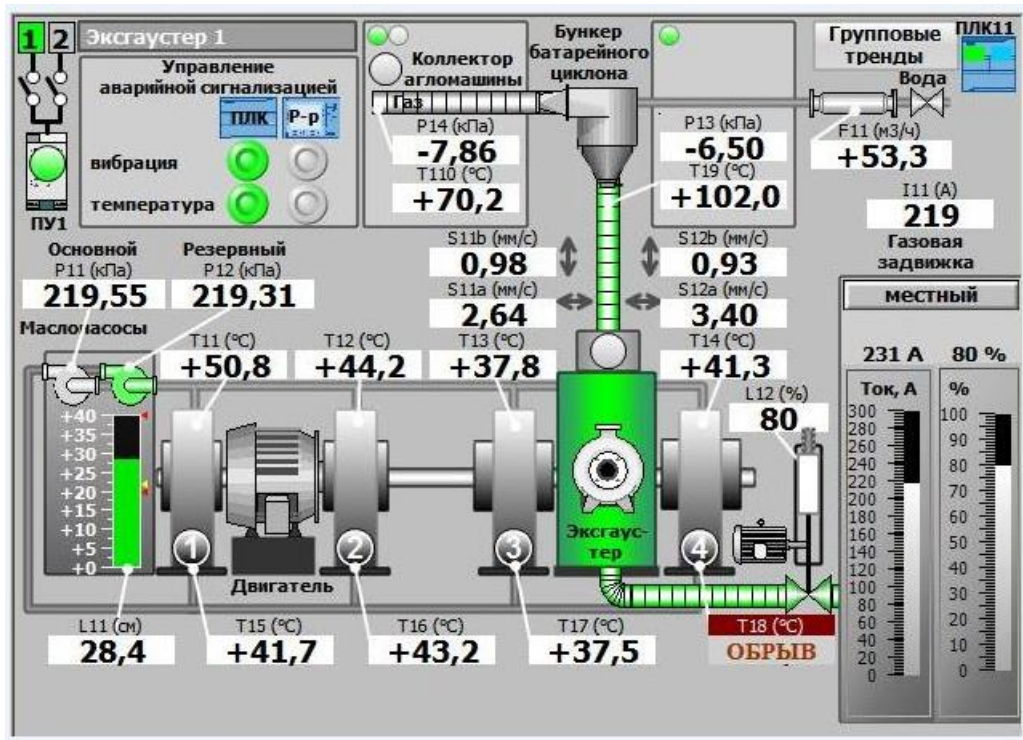 1 2 Эксгаустер 1
Управление
аварийной сигнализацией
ПЛК Р-р
вибрация
температура
ПУ1
Коллектор
агломашины
Газ
P14 (кПа)
-7,86
T110 (°C)
+70,2
Бункер
батарейного
циклона
P13 (кПа)
-6,50
T19 (°C)
+102,0
Групповые
тренды
ПЛК11
Вода
F11 (м3/ч)
+53,3
I11 (A)
219
Газовая
задвижка
местный
231 A 80 %
Ток, А
300
280
260
240
220
200
180
160
140
120
100
80
60
40
20
0
%
100
90
80
70
60
50
40
30
20
10
0
Основной
P11 (кПа)
219,55
Резервный
P12 (кПа)
219,31
Маслонасосы
S11b (мм/с)
0,98
S11a (мм/с)
2,64
S12b (мм/с)
0,93
S12a (мм/с)
3,40
T11 (°C)
+50,8
T12 (°C)
+44,2
T13 (°C)
+37,8
T14 (°C)
+41,3
L12 (%)
80
+40
+35
+30
+25
+20
+15
+10
+5
+0
1
2
3
4
Двигатель
Эксгаус-
тер
L11 (см)
28,4
T15 (°C)
+41,7
T16 (°C)
+43,2
T17 (°C)
+37,5
T18 (°C)
ОБРЫВ